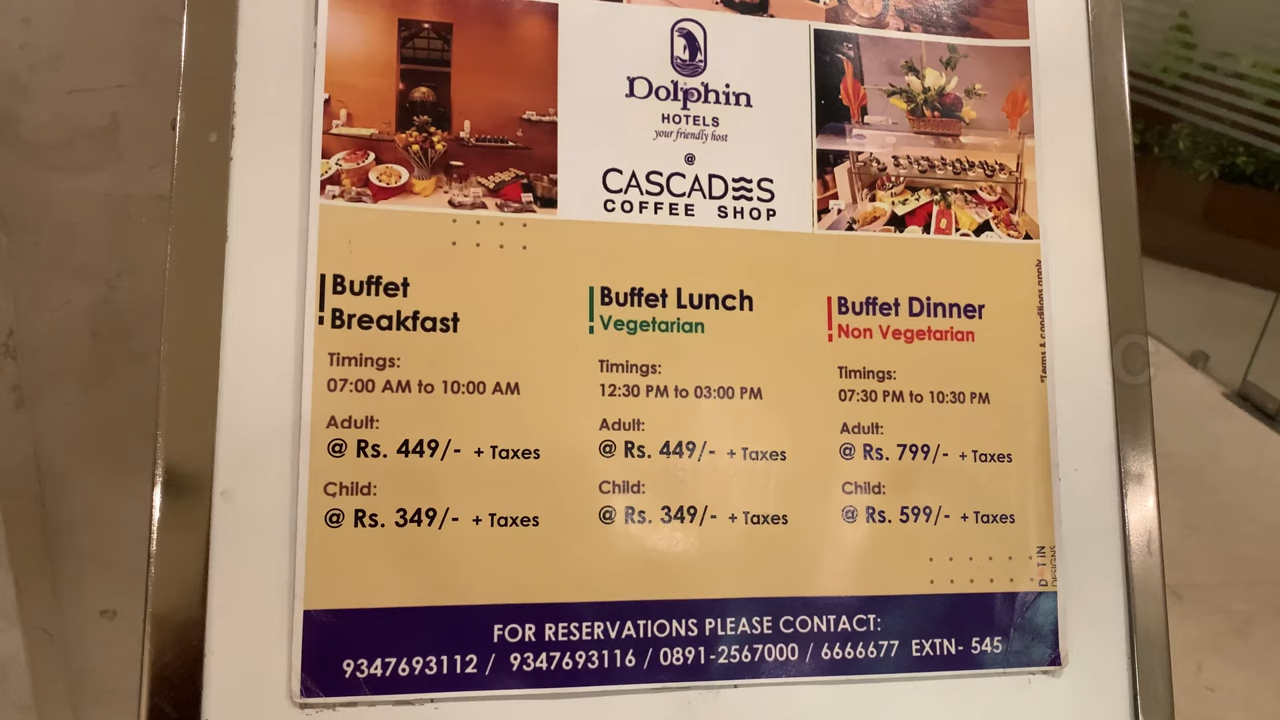 Dolphin
HOTELS
your friendly host
@
CASCADES
COFFEE SHOP
Buffet
Breakfast
Timings:
07:00 AM to 10:00 AM
Adult:
@ Rs. 449/- + Taxes
Child:
@ Rs. 349/- + Taxes
Buffet Lunch
Vegetarian
Timings:
12:30 PM to 03:00 PM
Adult:
@ Rs. 449/- + Taxes
Child:
@ Rs. 349/- + Taxes
Buffet Dinner
Non Vegetarian
Timings:
07:30 PM to 10:30 PM
Adult:
@ Rs. 799/- + Taxes
Child:
@ Rs. 599/- + Taxes
*Terms & conditions apply
DESIGNS
FOR RESERVATIONS PLEASE CONTACT:
9347693112 / 9347693116 / 0891-2567000 / 6666677 EXTN- 545